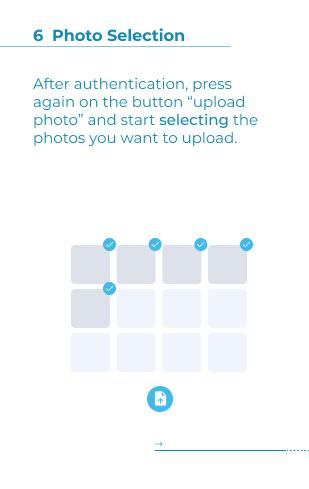 6 Photo Selection
After authentication, press
again on the button “upload
photo” and start selecting the
photos you want to upload.